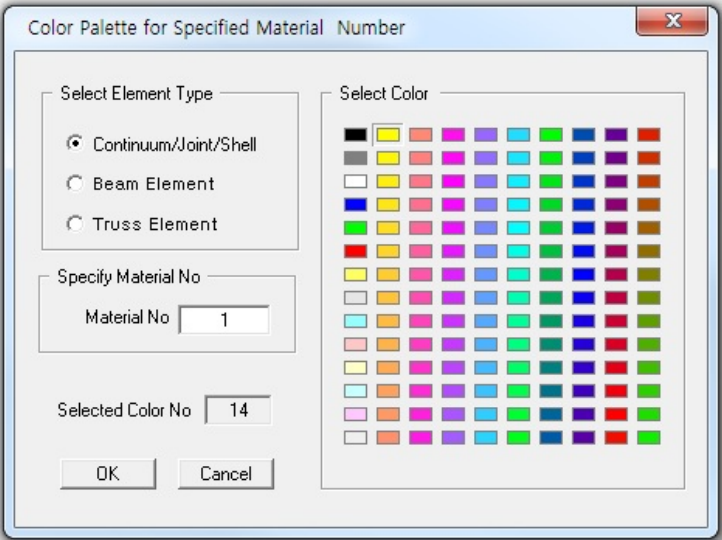 Color Palette for Specified Material Number
Select Element Type
Continuum/Joint/Shell
Beam Element
Truss Element
Specify Material No
Material No 1
Selected Color No 14
OK Cancel
Select Color